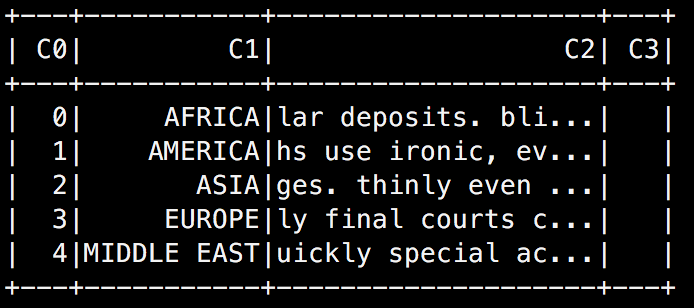 +---+-----------+--------------------+---+
| C0|         C1|                  C2| C3|
+---+-----------+--------------------+---+
|  0|     AFRICA|lar deposits. bli...|   |
|  1|    AMERICA|hs use ironic, ev...|   |
|  2|       ASIA|ges. thinly even ...|   |
|  3|     EUROPE|ly final courts c...|   |
|  4|MIDDLE EAST|uickly special ac...|   |
+---+-----------+--------------------+---+